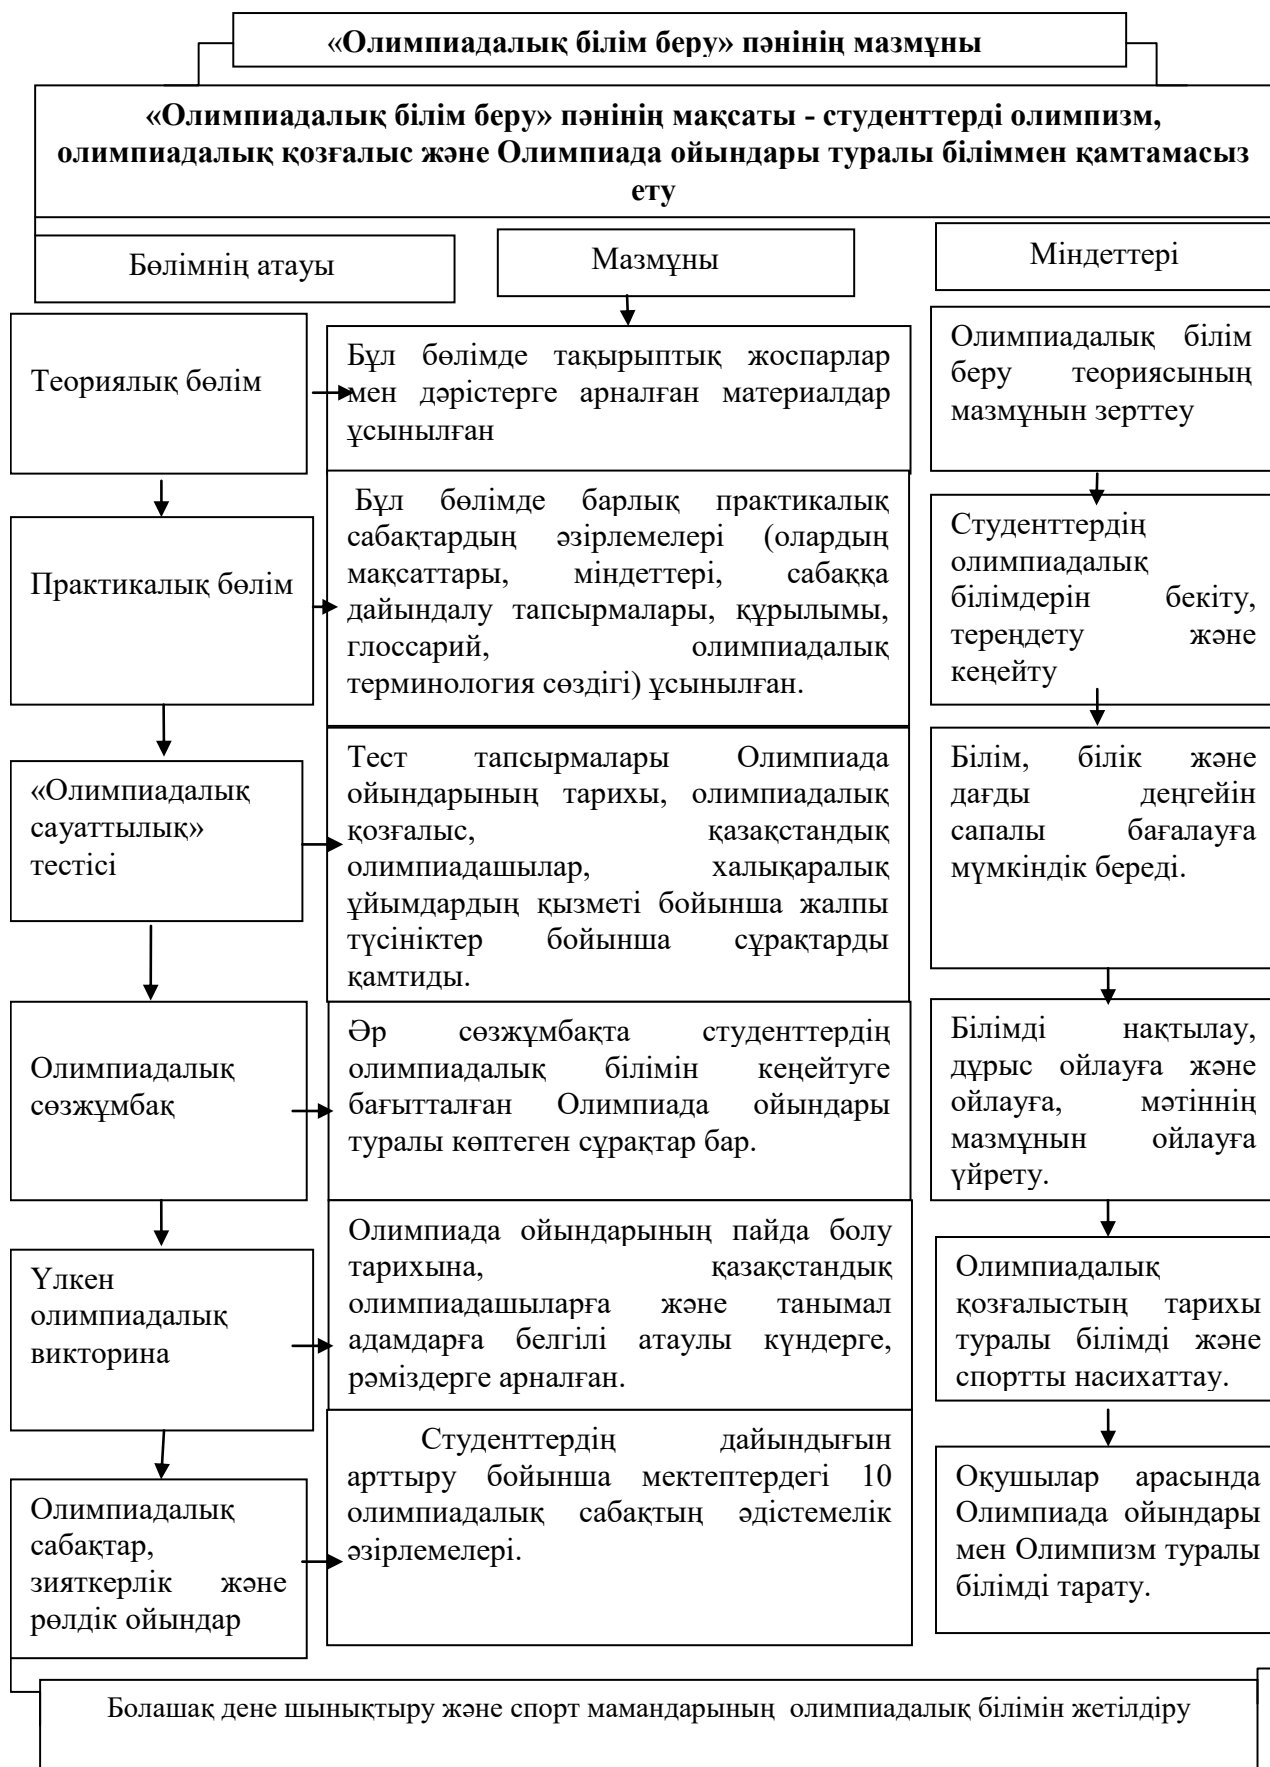 «Олимпиадалық білім беру» пәнінің мазмұны
«Олимпиадалық білім беру» пәнінің мақсаты - студенттерді олимпизм,
олимпиадалық қозғалыс және Олимпиада ойындары туралы біліммен қамтамасыз
ету
Бөлімнің атауы
Мазмұны
Міндеттері
Теориялық бөлім
Бұл бөлімде тақырыптық жоспарлар
мен дәрістерге арналған материалдар
ұсынылған
Олимпиадалық білім
беру теориясының
мазмұнын зерттеу
Практикалық бөлім
Бұл бөлімде барлық практикалық
сабақтардың әзірлемелері (олардың
мақсаттары, міндеттері, сабаққа
дайындалу тапсырмалары, құрылымы,
глоссарий, олимпиадалық
терминология сөздігі) ұсынылған.
Студенттердің
олимпиадалық
білімдерін бекіту,
тереңдету және
кеңейту
«Олимпиадалық
сауаттылық»
тестісі
Тест тапсырмалары Олимпиада
ойындарының тарихы, олимпиадалық
қозғалыс, қазақстандық
олимпиадашылар, халықаралық
ұйымдардың қызметі бойынша жалпы
түсініктер бойынша сұрақтарды
қамтиды.
Білім, білік және
дағды деңгейін
сапалы бағалауға
мүмкіндік береді.
Олимпиадалық
сөзжұмбақ
Әр сөзжұмбақта студенттердің
олимпиадалық білімін кеңейтуге
бағытталған Олимпиада ойындары
туралы көптеген сұрақтар бар.
Білімді нақтылау,
дұрыс ойлауға және
ойлауға, мәтіннің
мазмұнын ойлауға
үйрету.
Үлкен
олимпиадалық
викторина
Олимпиада ойындарының пайда болу
тарихына, қазақстандық
олимпиадашыларға және танымал
адамдарға белгілі атаулы күндерге,
рәміздерге арналған.
Олимпиадалық
қозғалыстың тарихы
туралы білімді және
спортты насихаттау.
Олимпиадалық
сабақтар,
зияткерлік және
рөлдік ойындар
Студенттердің дайындығын
арттыру бойынша мектептердегі 10
олимпиадалық сабақтың әдістемелік
әзірлемелері.
Оқушылар арасында
Олимпиада ойындары
мен Олимпизм туралы
білімді тарату.
Болашақ дене шынықтыру және спорт мамандарының олимпиадалық білімін жетілдіру